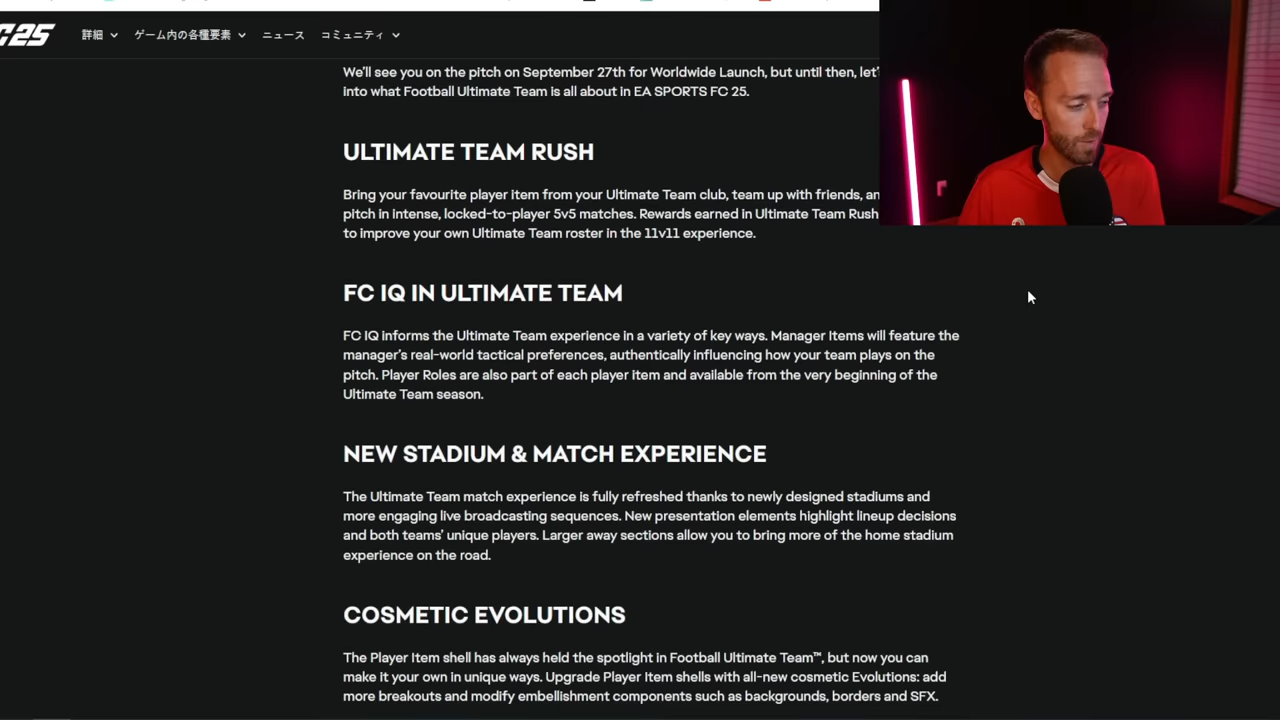 C25
詳細
ゲーム内の各種要素
ニュース
コミュニティ
We'll see you on the pitch on September 27th for Worldwide Launch, but until then, let'
into what Football Ultimate Team is all about in EA SPORTS FC 25.
ULTIMATE TEAM RUSH
Bring your favourite player item from your Ultimate Team club, team up with friends, an
pitch in intense, locked-to-player 5v5 matches. Rewards earned in Ultimate Team Rush
to improve your own Ultimate Team roster in the 11v11 experience.
FC IQ IN ULTIMATE TEAM
FC IQ informs the Ultimate Team experience in a variety of key ways. Manager Items will feature the
manager's real-world tactical preferences, authentically influencing how your team plays on the
pitch. Player Roles are also part of each player item and available from the very beginning of the
Ultimate Team season.
NEW STADIUM & MATCH EXPERIENCE
The Ultimate Team match experience is fully refreshed thanks to newly designed stadiums and
more engaging live broadcasting sequences. New presentation elements highlight lineup decisions
and both teams' unique players. Larger away sections allow you to bring more of the home stadium
experience on the road.
COSMETIC EVOLUTIONS
The Player Item shell has always held the spotlight in Football Ultimate Team™, but now you can
make it your own in unique ways. Upgrade Player Item shells with all-new cosmetic Evolutions: add
more breakouts and modify embellishment components such as backgrounds, borders and SFX.